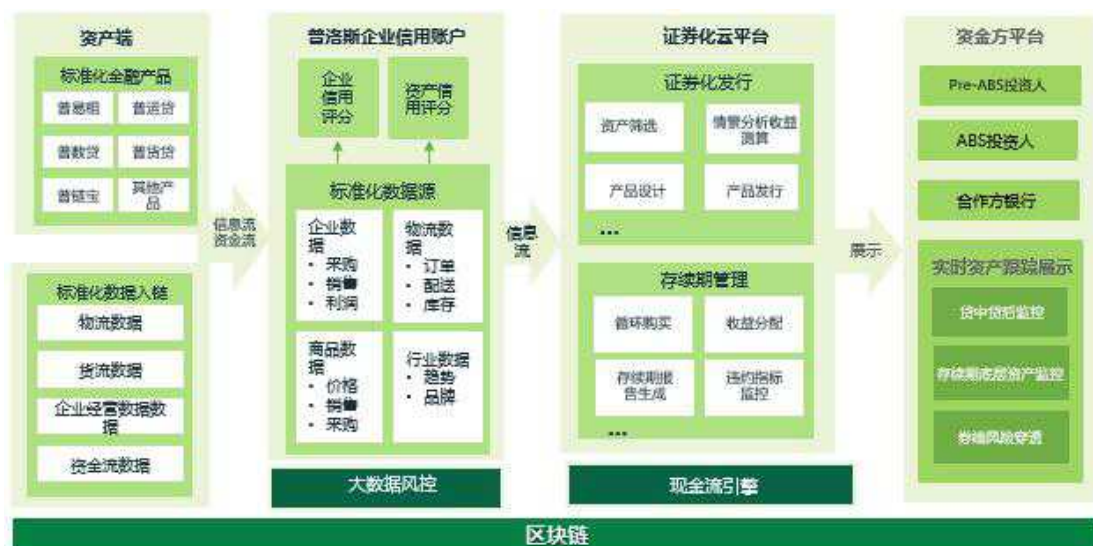 资产端
标准化金融产品
普易租
普运贷
普数贷
普货贷
普链宝
其他产
品
标准化数据入链
物流数据
货流数据
企业经营数据数
据
资金流数据
信息流
资金流
普洛斯企业信用账户
企业
信用
评分
资产信
用评分
标准化数据源
企业数
据
• 采购
• 销售
• 利润
物流数
据
• 订单
• 配送
• 库存
商品数
据
• 价格
• 销售
• 采购
行业数据
• 趋势
• 品牌
大数据风控
信息
流
证券化云平台
证券化发行
资产筛选
情景分析收益
测算
产品设计
产品发行
...
存续期管理
循环购买
收益分配
存续期报
告生成
违约指标
监控
...
现金流引擎
展示
资金方平台
Pre-ABS投资人
ABS投资人
合作方银行
实时资产跟踪展示
贷中贷后监控
存续期底层资产监控
券端风险穿透
区块链